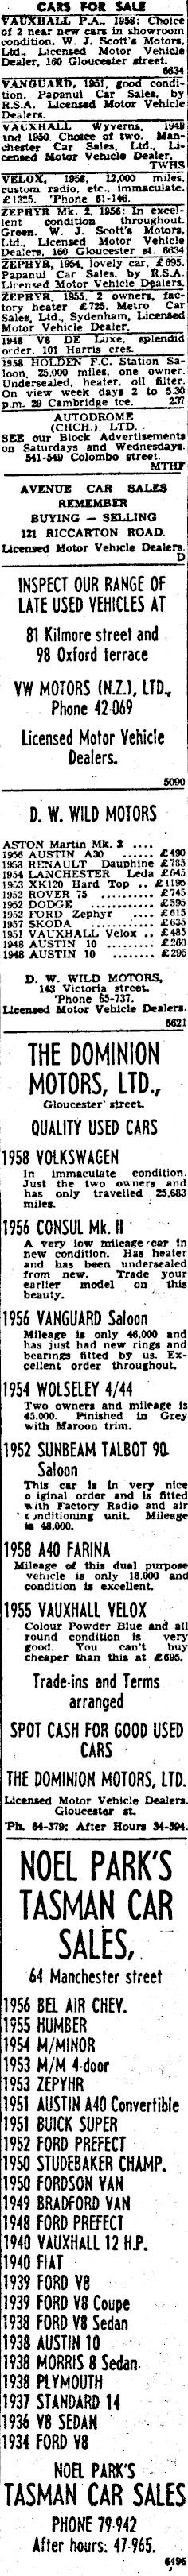 CARS FOR SALE
VAUXHALL P.A., 1958: Choice
of 2 near new cars in showroom
condition. W. J. Scott's Motors,
Ltd., Licensed Motor Vehicle
Dealer, 160 Gloucester street.
6634
VANGUARD, 1951, good condi-
tion. Papanui Car Sales, by
R.S.A. Licensed Motor Vehicle
Dealers.
VAUXHALL Wyverns, 1949
and 1950. Choice of two. Man-
chester Car Sales, Ltd., Li-
censed Motor Vehicle Dealer.
TWHS
VELOX, 1956, 12,000 miles,
custom radio, etc., immaculate.
£1325. 'Phone 61-146.
ZEPHYR Mk. 2, 1956: In excel-
lent condition throughout.
Green. W. J. Scott's Motors,
Ltd., Licensed Motor Vehicle
Dealers, 160 Gloucester st. 6634
ZEPHYR, 1954, lovely car, £695.
Papanui Car Sales, by R.S.A.
Licensed Motor Vehicle Dealers.
ZEPHYR, 1955, 2 owners, fac-
tory heater £725. Metro Car
Sales, Ltd., Sydenham, Licensed
Motor Vehicle Dealer.
1948 V8 DE Luxe, splendid
order. 101 Harris cres.
1958 HOLDEN F.C. Station Sa-
loon, 25,000 miles, one owner.
Undersealed, heater, oil filter.
On view week days 2 to 5.30
p.m. 29 Cambridge tce. 237
AUTODROME
(CHCH.), LTD.
SEE our Block Advertisements
on Saturdays and Wednesdays.
541-549 Colombo street.
MTHF
AVENUE CAR SALES
REMEMBER
BUYING — SELLING
121 RICCARTON ROAD.
Licensed Motor Vehicle Dealers.
D
INSPECT OUR RANGE OF
LATE USED VEHICLES AT
81 Kilmore street and
98 Oxford terrace
VW MOTORS (N.Z.), LTD.,
Phone 42-069
Licensed Motor Vehicle
Dealers.
5090
D. W. WILD MOTORS
ASTON Martin Mk. 2 ....
1956 AUSTIN A30 ... £490
1958 RENAULT Dauphine £785
1954 LANCHESTER Leda £645
1953 XK120 Hard Top .. £1195
1952 ROVER 75 ........ £745
1952 DODGE ........ £595
1952 FORD Zephyr .... £615
1957 SKODA ........ £635
1951 VAUXHALL Velox .. £485
1948 AUSTIN 10 ........ £260
1948 AUSTIN 10 ........ £295
D. W. WILD MOTORS,
143 Victoria street.
'Phone 65-737.
Licensed Motor Vehicle Dealers.
6621
THE DOMINION
MOTORS, LTD.,
Gloucester street.
QUALITY USED CARS
1958 VOLKSWAGEN
In immaculate condition.
Just the two owners and
has only travelled 25,683
miles.
1956 CONSUL Mk. II
A very low mileage car in
new condition. Has heater
and has been undersealed
from new. Trade your
earlier model on this
beauty.
1956 VANGUARD Saloon
Mileage is only 46,000 and
has just had new rings and
bearings fitted by us. Ex-
cellent order throughout.
1954 WOLSELEY 4/44
Two owners and mileage is
45,000. Finished in Grey
with Maroon trim.
1952 SUNBEAM TALBOT 90
Saloon
This car is in very nice
original order and is fitted
with Factory Radio and air
conditioning unit. Mileage
is 48,000.
1958 A40 FARINA
Mileage of this dual purpose
vehicle is only 18,000 and
condition is excellent.
1955 VAUXHALL VELOX
Colour Powder Blue and all
round condition is very
good. You can't buy
cheaper than this at £695.
Trade-ins and Terms
arranged
SPOT CASH FOR GOOD USED
CARS
THE DOMINION MOTORS, LTD.
Licensed Motor Vehicle Dealers.
Gloucester st.
'Ph. 64-379; After Hours 34-594.
NOEL PARK'S
TASMAN CAR
SALES,
64 Manchester street
1956 BEL AIR CHEV.
1955 HUMBER
1954 M/MINOR
1953 M/M 4-door
1953 ZEPYHR
1951 AUSTIN A40 Convertible
1951 BUICK SUPER
1952 FORD PREFECT
1950 STUDEBAKER CHAMP.
1950 FORDSON VAN
1949 BRADFORD VAN
1948 FORD PREFECT
1940 VAUXHALL 12 H.P.
1940 FIAT
1939 FORD V8
1939 FORD V8 Coupe
1938 FORD V8 Sedan
1938 AUSTIN 10
1938 MORRIS 8 Sedan
1938 PLYMOUTH
1937 STANDARD 14
1936 V8 SEDAN
1934 FORD V8
NOEL PARK'S
TASMAN CAR SALES
PHONE 79-942
After hours: 47-965.
6496